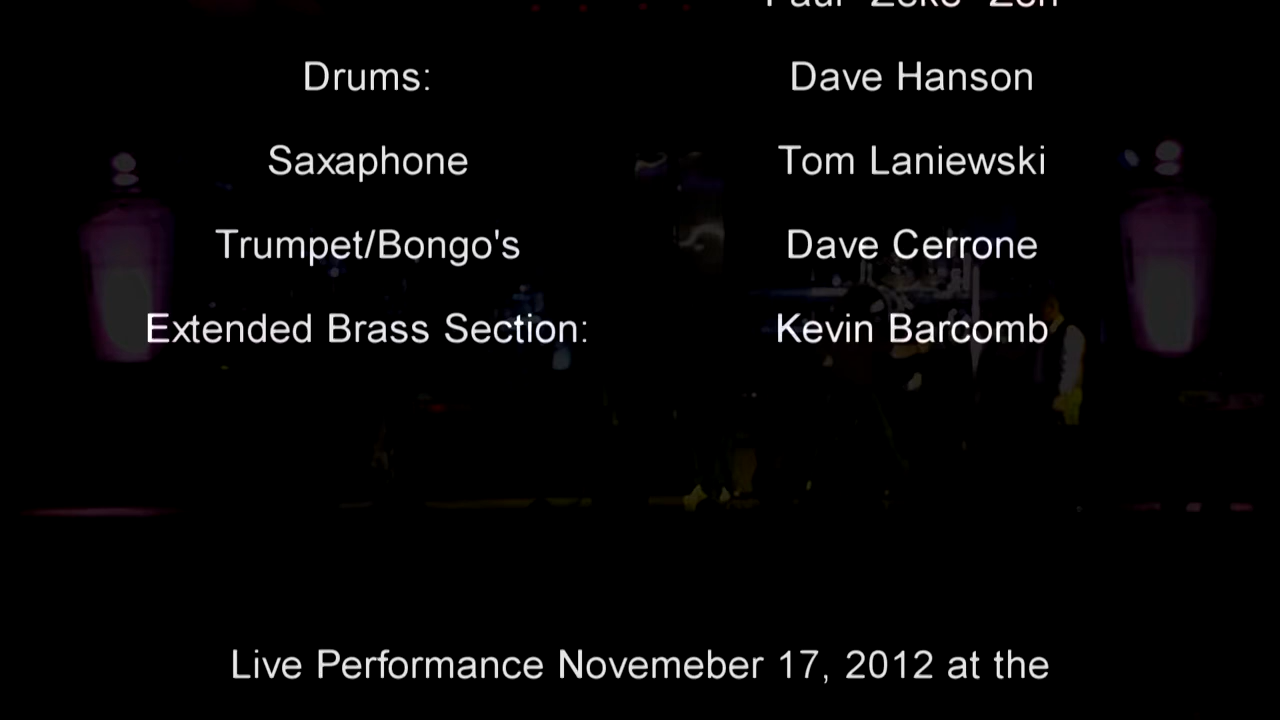 Drums: Dave Hanson
Saxaphone Tom Laniewski
Trumpet/Bongo's Dave Cerrone
Extended Brass Section: Kevin Barcomb
Live Performance Novemeber 17, 2012 at the